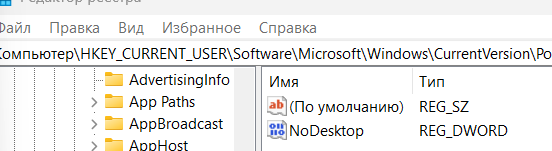 Редактор реестра
Файл Правка Вид Избранное Справка
Компьютер\HKEY_CURRENT_USER\Software\Microsoft\Windows\CurrentVersion\Po
AdvertisingInfo
App Paths
AppBroadcast
AppHost
Имя Тип
(По умолчанию) REG_SZ
NoDesktop REG_DWORD